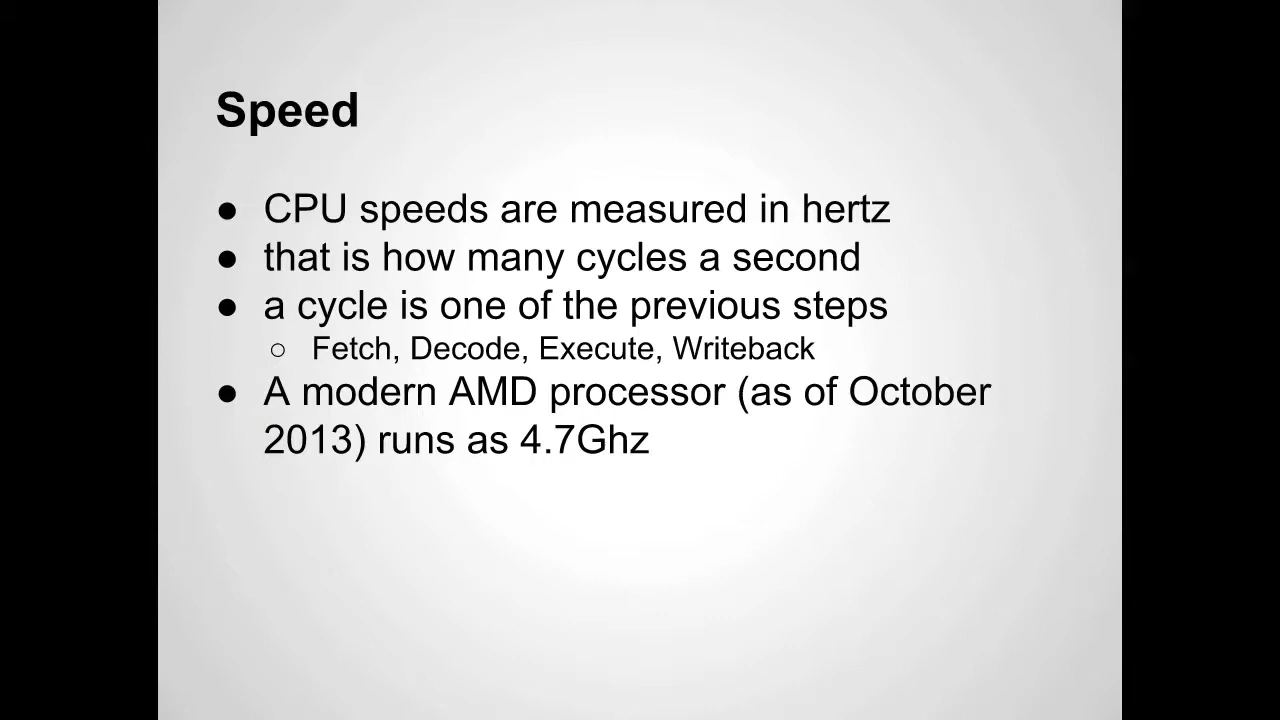 Speed
● CPU speeds are measured in hertz
● that is how many cycles a second
● a cycle is one of the previous steps
○ Fetch, Decode, Execute, Writeback
● A modern AMD processor (as of October
2013) runs as 4.7Ghz